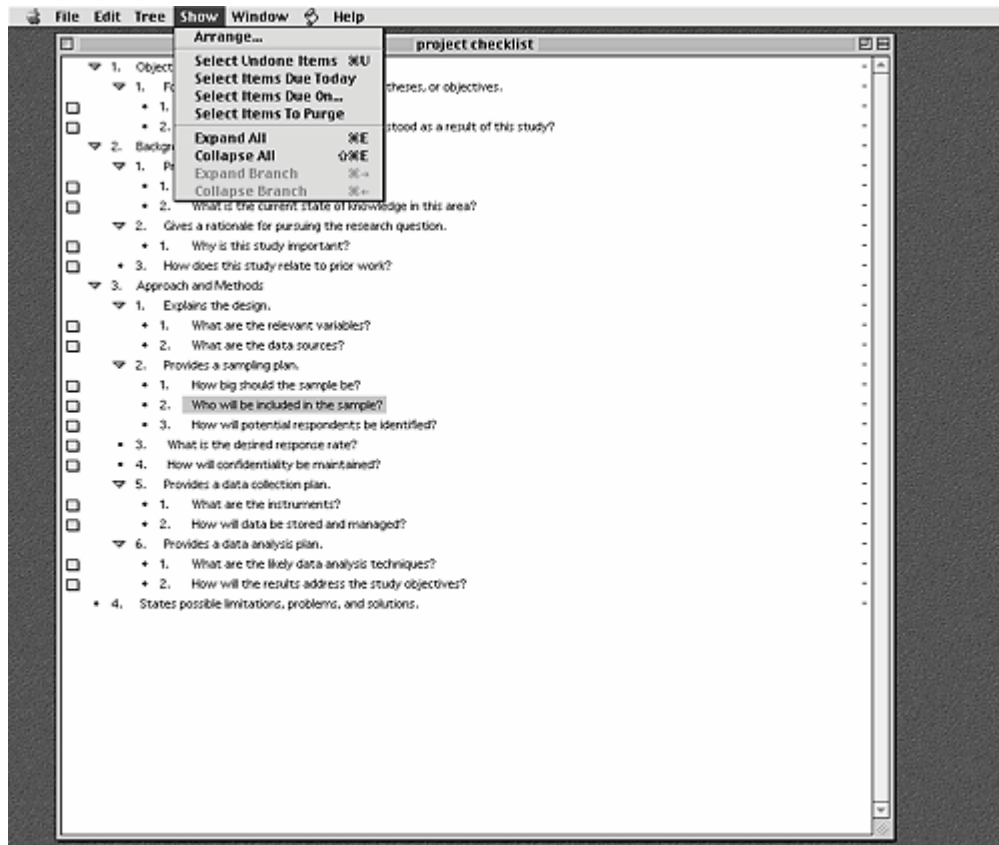 File Edit Tree Show Window Help
project checklist
Arrange...
Select Undone Items ⌘U
Select Items Due Today
Select Items Due On...
Select Items To Purge
Expand All ⌘E
Collapse All ⇧⌘E
Expand Branch ⌘→
Collapse Branch ⌘←
1. Object
1. theses, or objectives.
1.
2. stood as a result of this study?
2. Backgr
1.
1.
2. What is the current state of knowledge in this area?
2. Gives a rationale for pursuing the research question.
1. Why is this study important?
3. How does this study relate to prior work?
3. Approach and Methods
1. Explains the design.
1. What are the relevant variables?
2. What are the data sources?
2. Provides a sampling plan.
1. How big should the sample be?
2. Who will be included in the sample?
3. How will potential respondents be identified?
3. What is the desired response rate?
4. How will confidentiality be maintained?
5. Provides a data collection plan.
1. What are the instruments?
2. How will data be stored and managed?
6. Provides a data analysis plan.
1. What are the likely data analysis techniques?
2. How will the results address the study objectives?
4. States possible limitations, problems, and solutions.